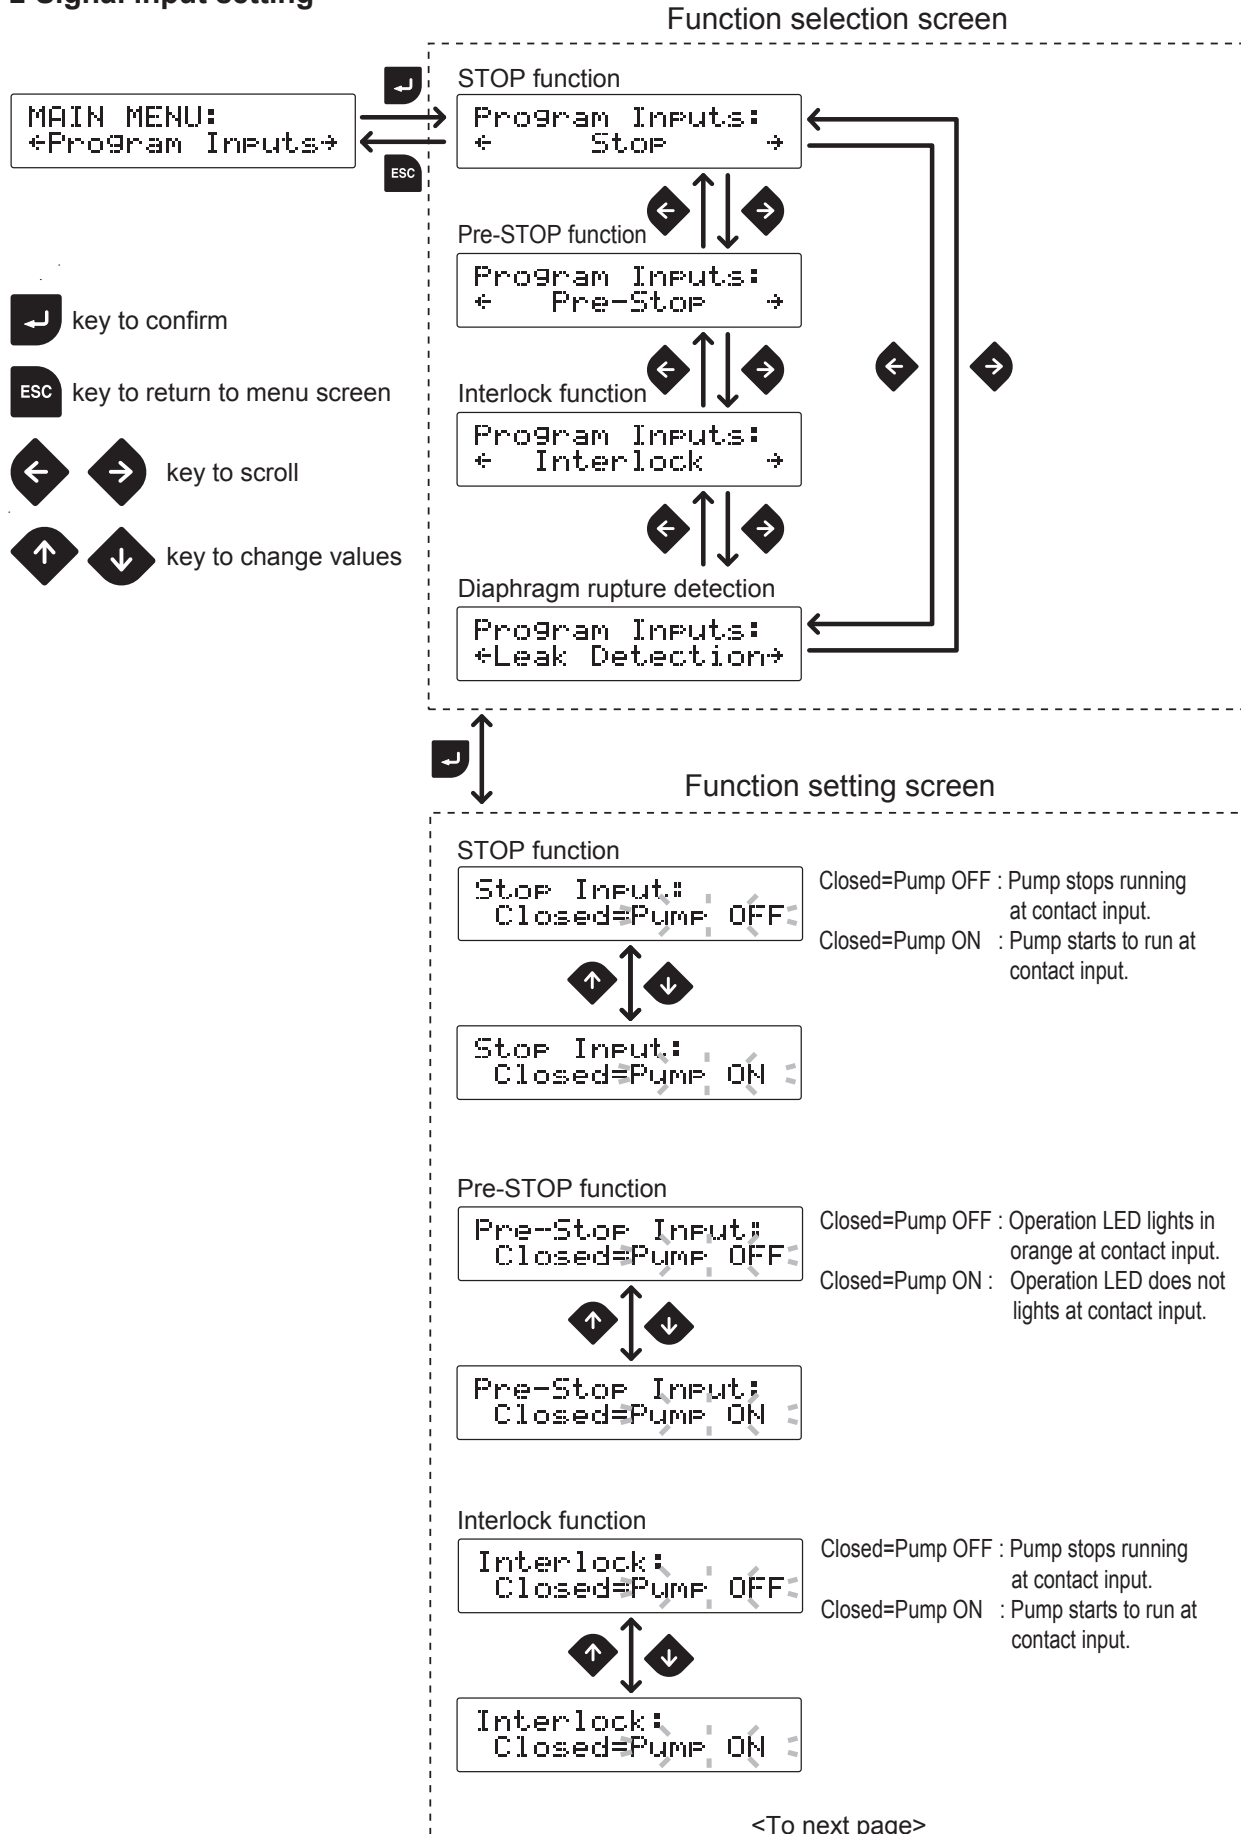 2 Signal input setting
Function selection screen
STOP function
MAIN MENU:
←Program Inputs→
Program Inputs:
← Stop →
ESC
Pre-STOP function
Program Inputs:
← Pre-Stop →
key to confirm
ESC key to return to menu screen
Interlock function
Program Inputs:
← Interlock →
key to scroll
key to change values
Diaphragm rupture detection
Program Inputs:
←Leak Detection→
Function setting screen
STOP function
Stop Input:
Closed=Pump OFF
Closed=Pump OFF : Pump stops running
at contact input.
Closed=Pump ON : Pump starts to run at
contact input.
Stop Input:
Closed=Pump ON
Pre-STOP function
Pre-Stop Input:
Closed=Pump OFF
Closed=Pump OFF : Operation LED lights in
orange at contact input.
Closed=Pump ON : Operation LED does not
lights at contact input.
Pre-Stop Input:
Closed=Pump ON
Interlock function
Interlock:
Closed=Pump OFF
Closed=Pump OFF : Pump stops running
at contact input.
Closed=Pump ON : Pump starts to run at
contact input.
Interlock:
Closed=Pump ON
<To next page>